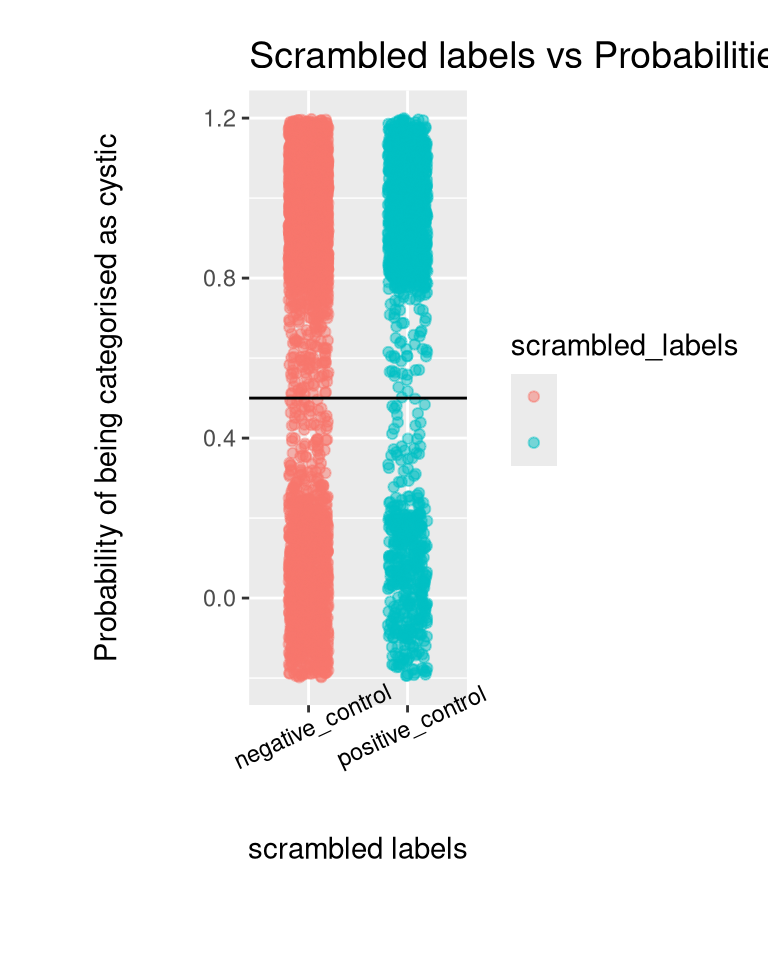 Scrambled labels vs Probabilitie
Probability of being categorised as cystic
1.2
0.8
0.4
0.0
negative_control
positive_control
scrambled labels
scrambled_labels